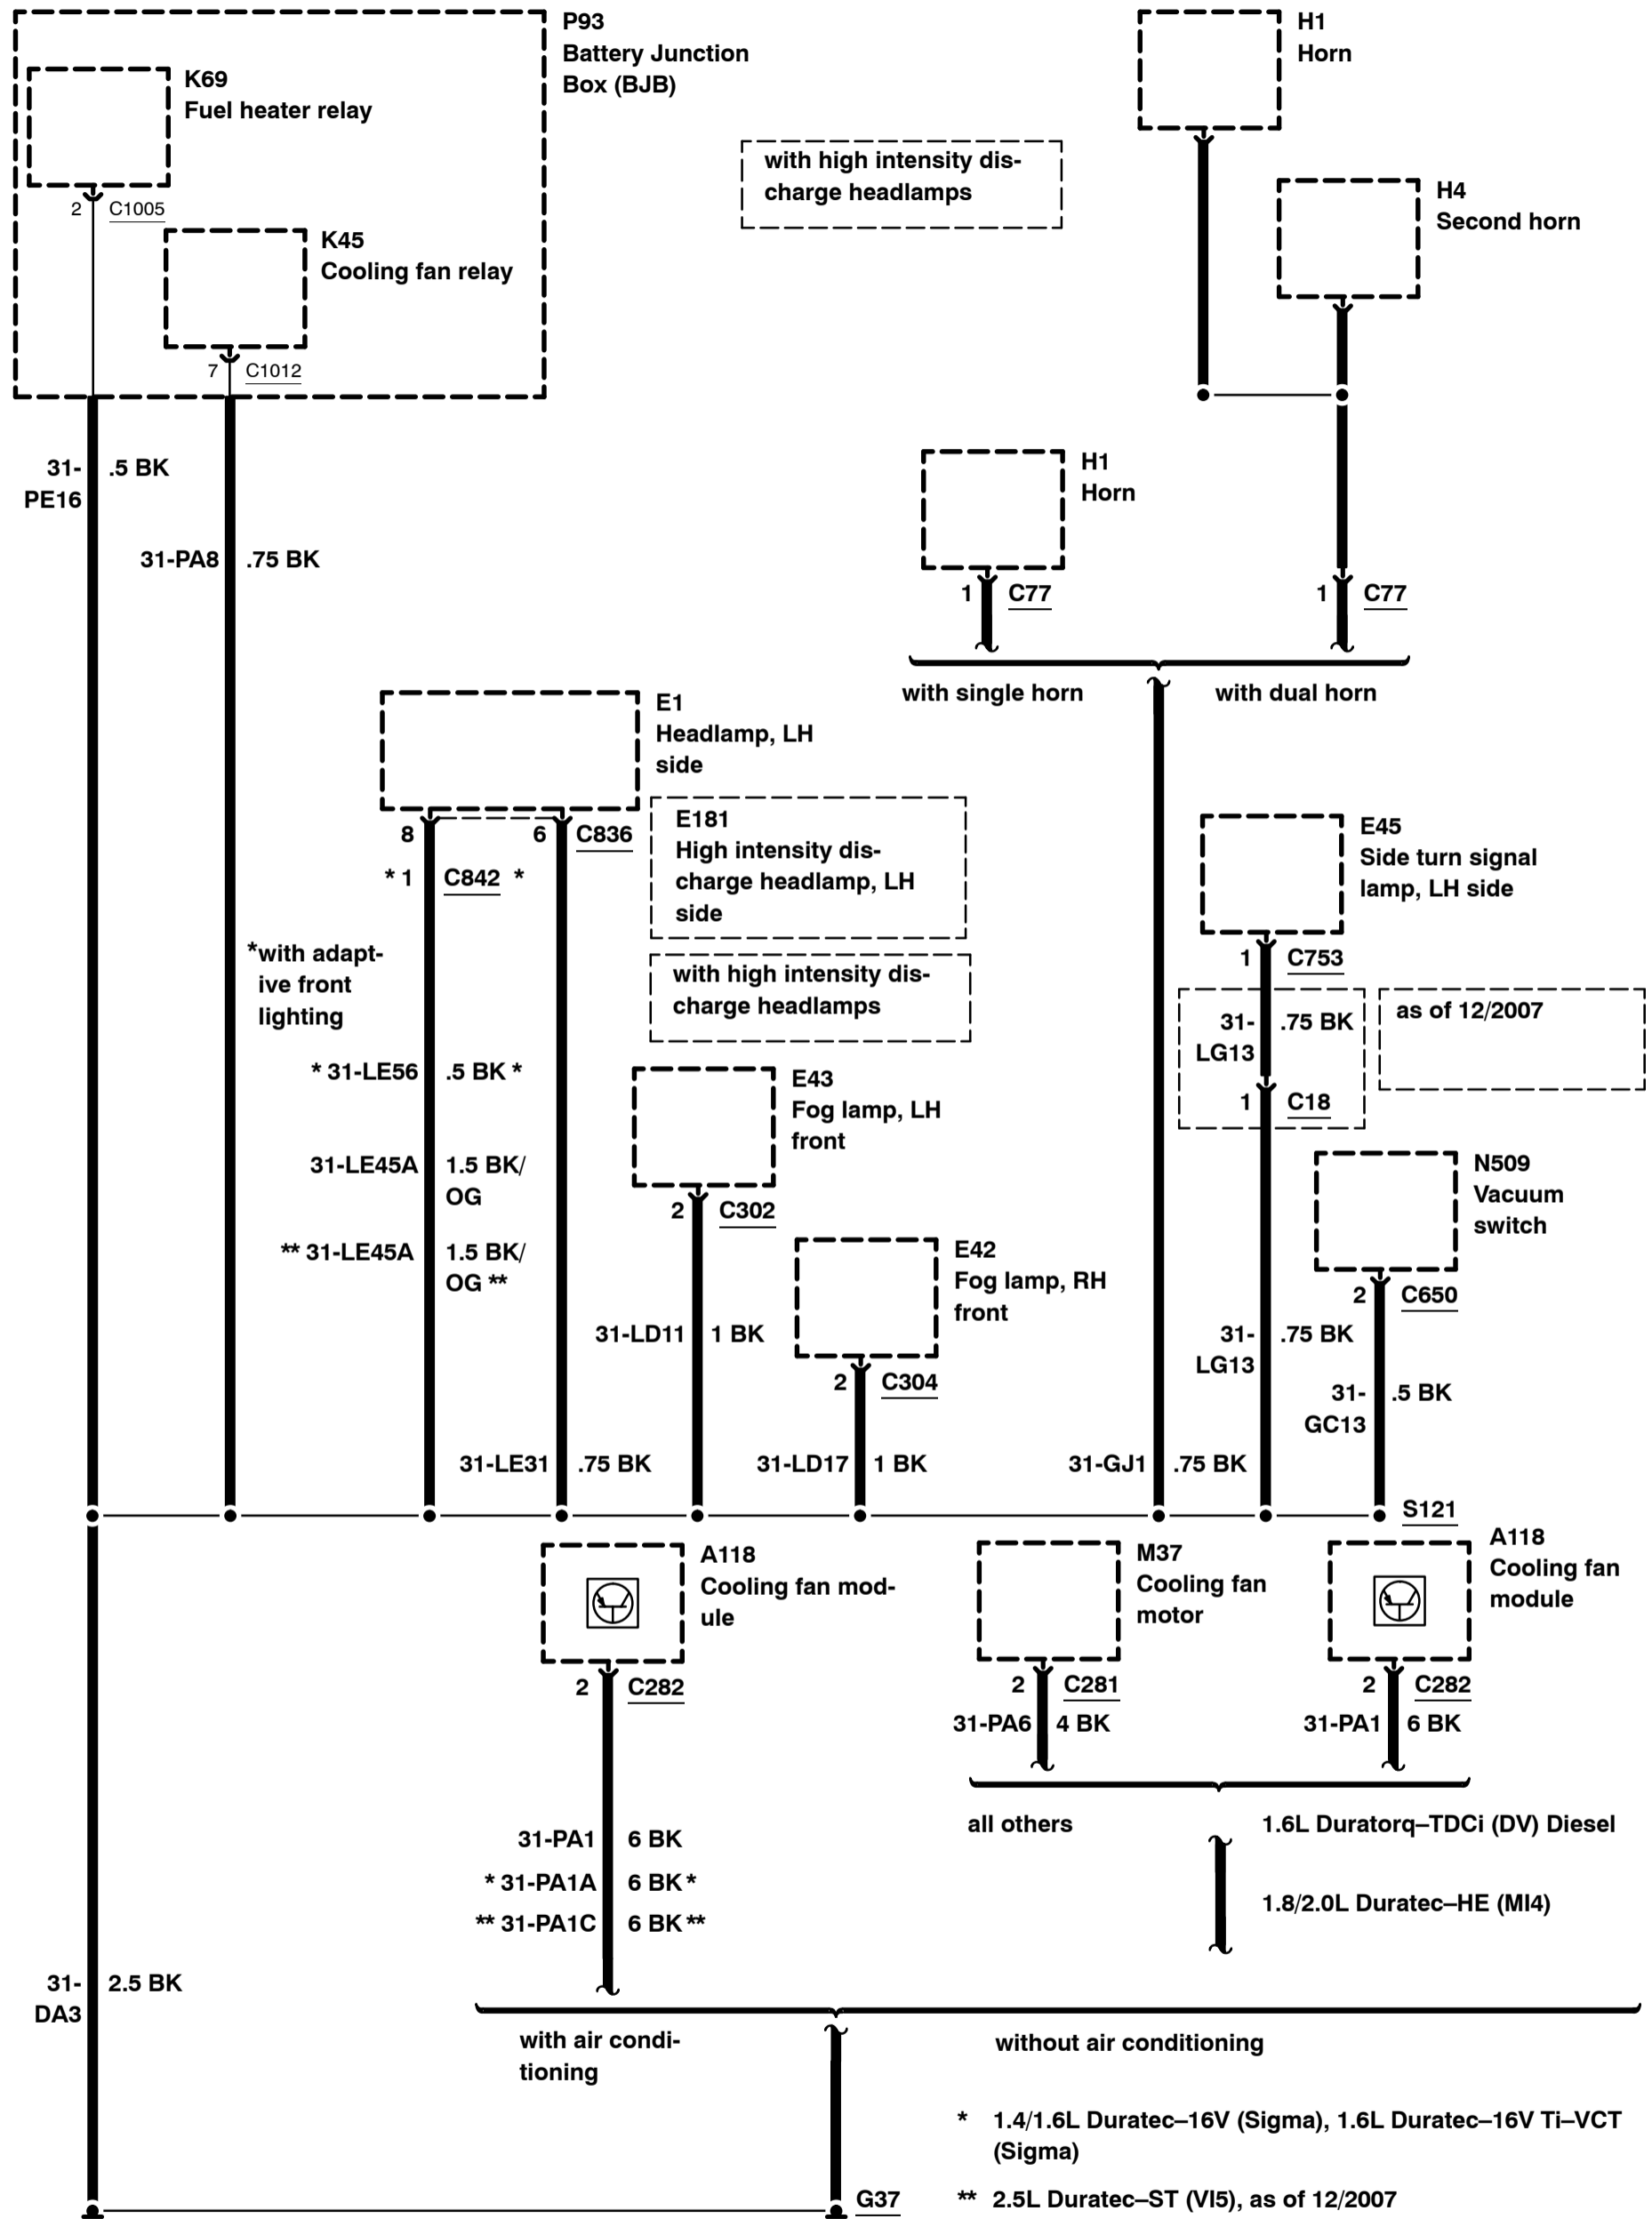 P93
Battery Junction
Box (BJB)
K69
Fuel heater relay
2 C1005
K45
Cooling fan relay
7 C1012
H1
Horn
with high intensity dis-
charge headlamps
H4
Second horn
31-
PE16
.5 BK
31-PA8 .75 BK
H1
Horn
1 C77
1 C77
with single horn
with dual horn
E1
Headlamp, LH
side
8
6 C836
* 1 C842 *
E181
High intensity dis-
charge headlamp, LH
side
with high intensity dis-
charge headlamps
*with adapt-
ive front
lighting
* 31-LE56 .5 BK *
31-LE45A 1.5 BK/
OG
** 31-LE45A 1.5 BK/
OG **
E45
Side turn signal
lamp, LH side
1 C753
31-
LG13
.75 BK
as of 12/2007
1 C18
E43
Fog lamp, LH
front
2 C302
E42
Fog lamp, RH
front
2 C304
N509
Vacuum
switch
2 C650
31-LD11 1 BK
31-
LG13
.75 BK
31-
GC13
.5 BK
31-LE31 .75 BK
31-LD17 1 BK
31-GJ1 .75 BK
S121
A118
Cooling fan mod-
ule
2 C282
M37
Cooling fan
motor
2 C281
31-PA6 4 BK
A118
Cooling fan
module
2 C282
31-PA1 6 BK
all others
1.6L Duratorq–TDCi (DV) Diesel
1.8/2.0L Duratec–HE (MI4)
31-PA1 6 BK
* 31-PA1A 6 BK *
** 31-PA1C 6 BK **
31-
DA3
2.5 BK
with air condi-
tioning
without air conditioning
* 1.4/1.6L Duratec–16V (Sigma), 1.6L Duratec–16V Ti–VCT
(Sigma)
** 2.5L Duratec–ST (VI5), as of 12/2007
G37